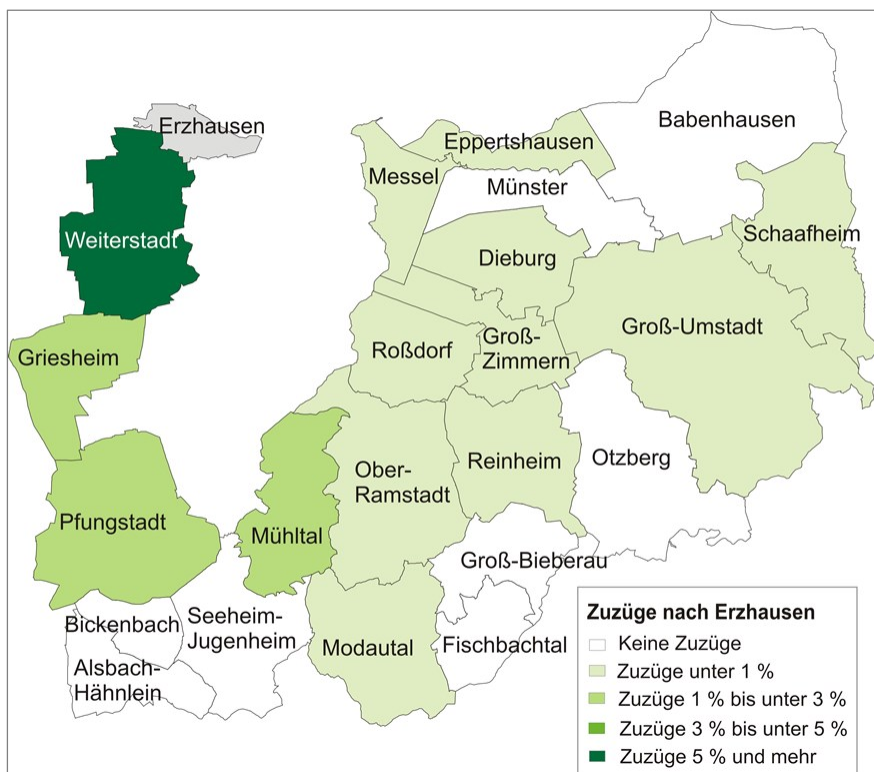 Erzhausen
Babenhausen
Eppertshausen
Messel
Münster
Weiterstadt
Schaafheim
Dieburg
Groß-Umstadt
Griesheim
Roßdorf
Groß-
Zimmern
Ober-
Ramstadt
Reinheim
Otzberg
Pfungstadt
Mühltal
Groß-Bieberau
Bickenbach
Seeheim-
Jugenheim
Modautal
Fischbachtal
Alsbach-
Hähnlein
Zuzüge nach Erzhausen
Keine Zuzüge
Zuzüge unter 1 %
Zuzüge 1 % bis unter 3 %
Zuzüge 3 % bis unter 5 %
Zuzüge 5 % und mehr